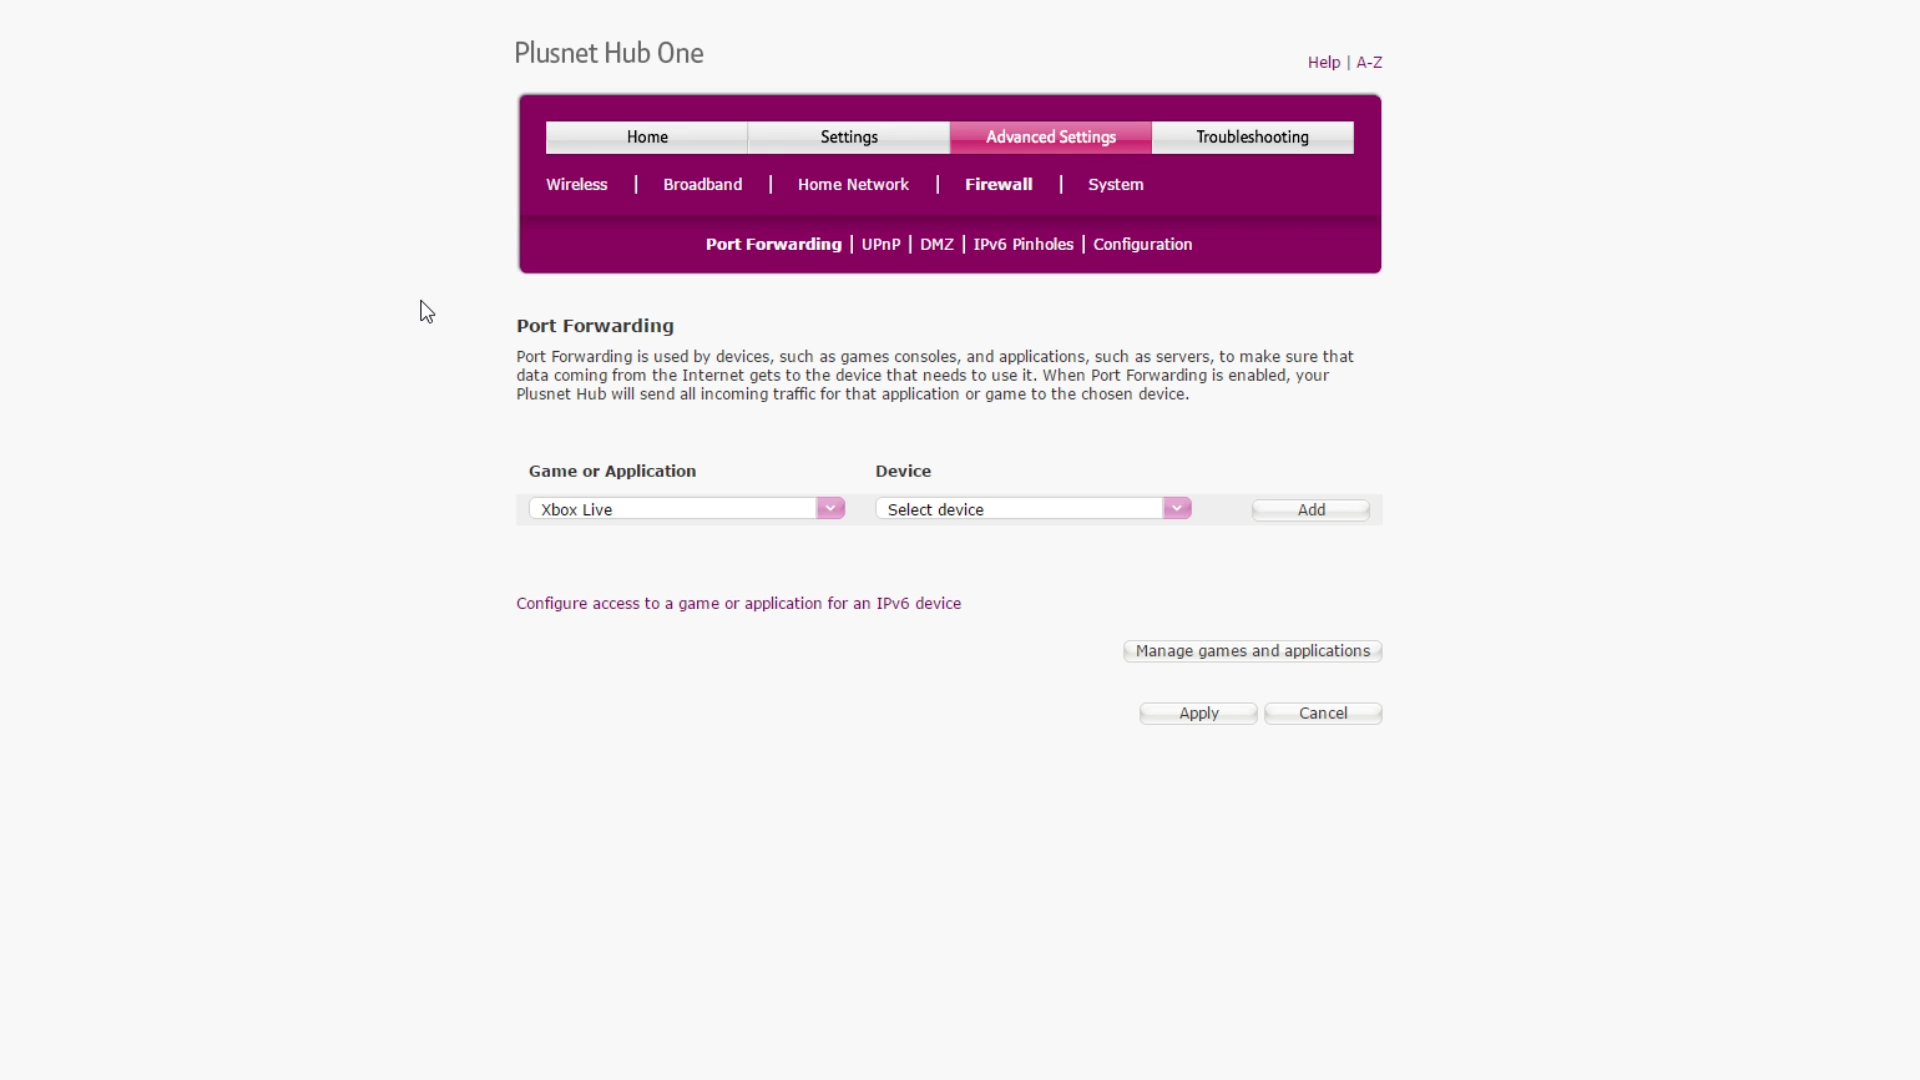 Plusnet Hub One
Help | A-Z
Home Settings Advanced Settings Troubleshooting
Wireless | Broadband | Home Network | Firewall | System
Port Forwarding | UPnP | DMZ | IPv6 Pinholes | Configuration
Port Forwarding
Port Forwarding is used by devices, such as games consoles, and applications, such as servers, to make sure that
data coming from the Internet gets to the device that needs to use it. When Port Forwarding is enabled, your
Plusnet Hub will send all incoming traffic for that application or game to the chosen device.
Game or Application Device
Xbox Live Select device Add
Configure access to a game or application for an IPv6 device
Manage games and applications
Apply Cancel